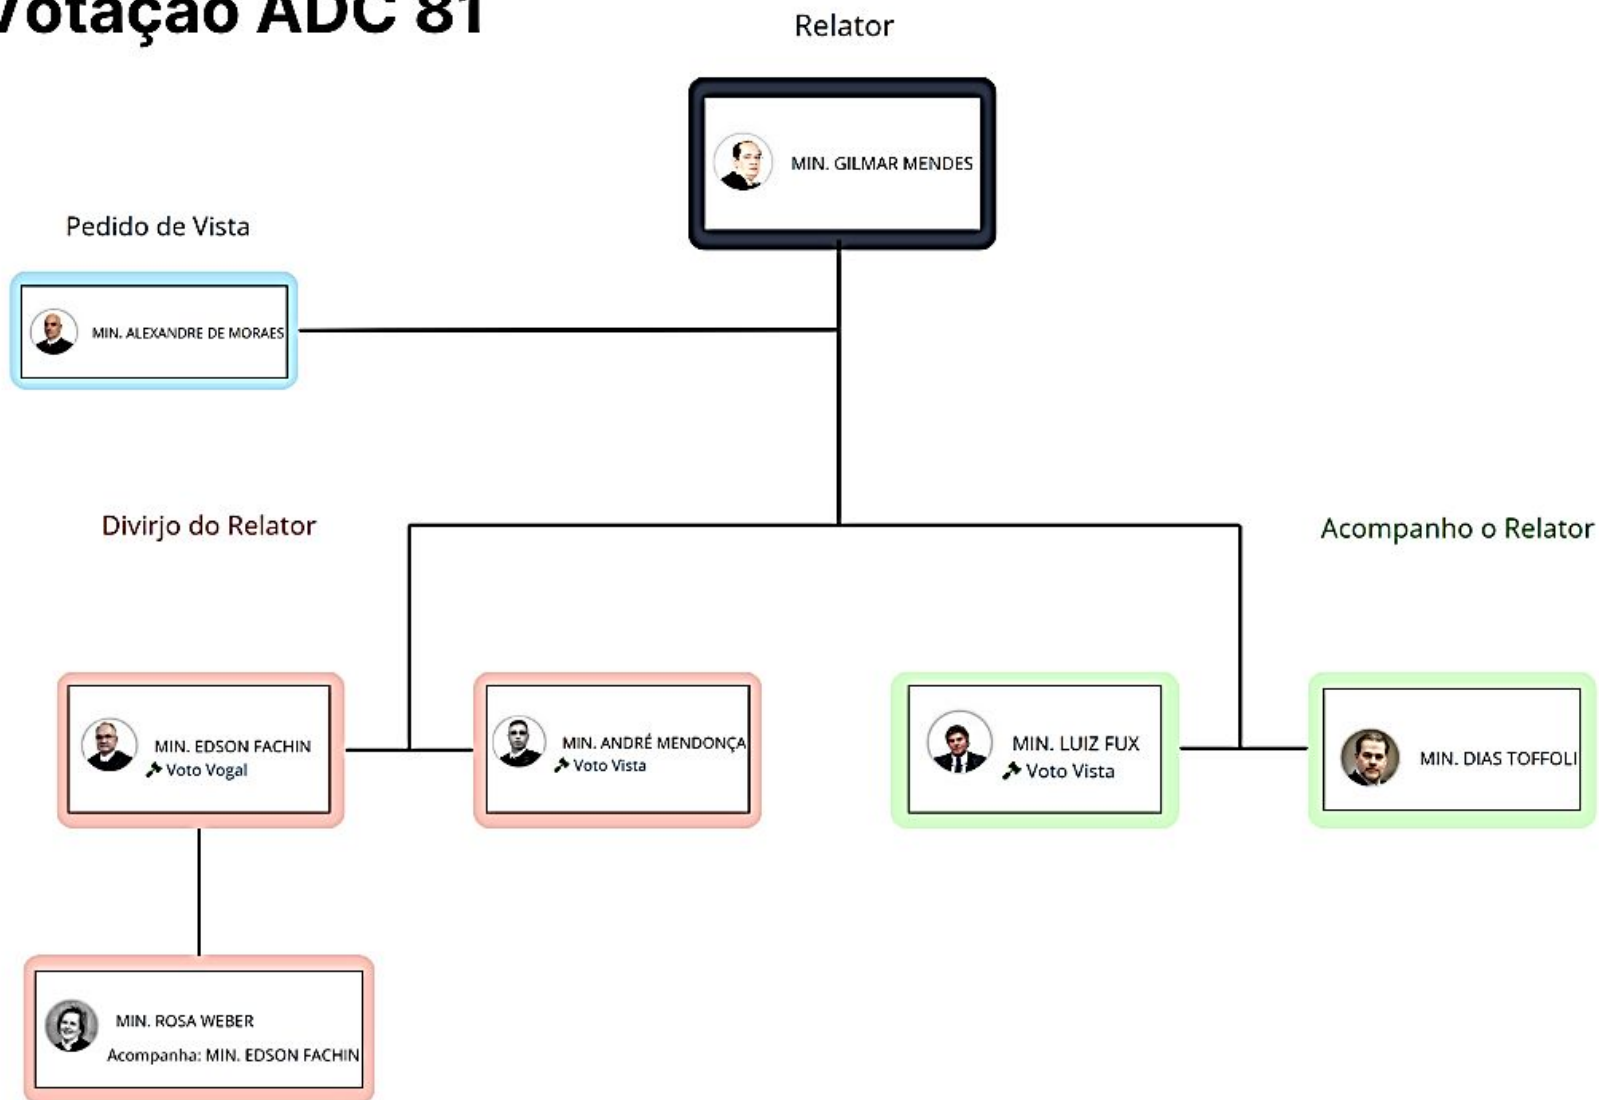 Votação ADC 81
Relator
MIN. GILMAR MENDES
Pedido de Vista
MIN. ALEXANDRE DE MORAES
Divirjo do Relator
Acompanho o Relator
MIN. EDSON FACHIN
Voto Vogal
MIN. ANDRÉ MENDONÇA
Voto Vista
MIN. LUIZ FUX
Voto Vista
MIN. DIAS TOFFOLI
MIN. ROSA WEBER
Acompanha: MIN. EDSON FACHIN